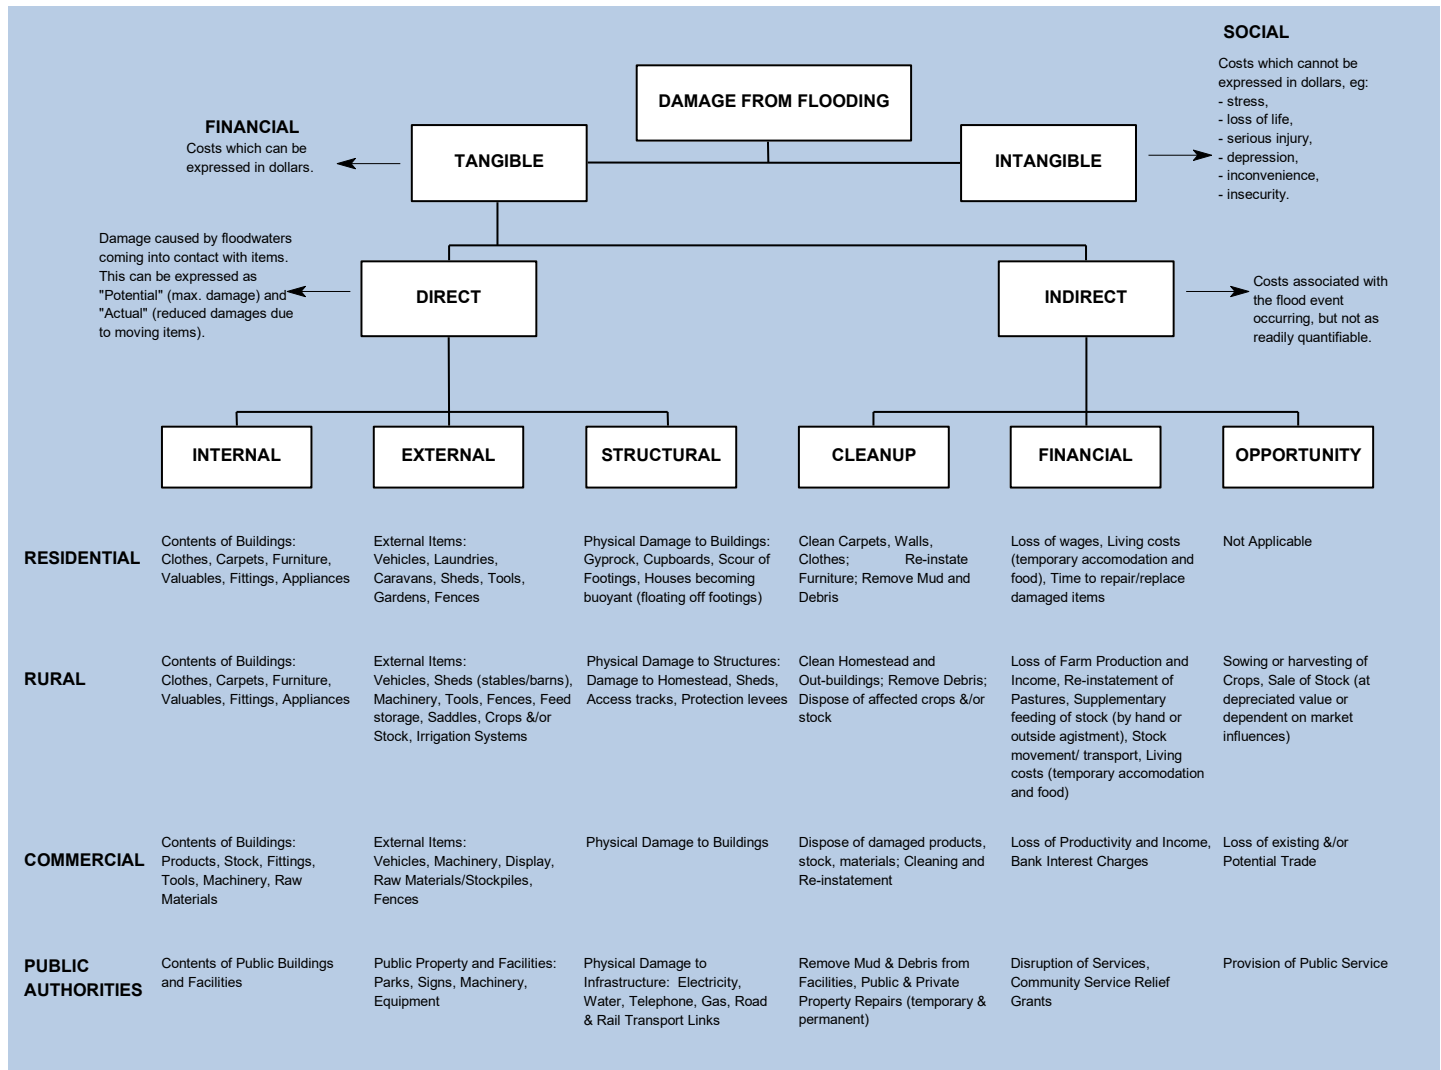 SOCIAL
Costs which cannot be
expressed in dollars, eg:
- stress,
- loss of life,
- serious injury,
- depression,
- inconvenience,
- insecurity.
DAMAGE FROM FLOODING
FINANCIAL
Costs which can be
expressed in dollars.
TANGIBLE
INTANGIBLE
Damage caused by floodwaters
coming into contact with items.
This can be expressed as
"Potential" (max. damage) and
"Actual" (reduced damages due
to moving items).
DIRECT
INDIRECT
Costs associated with
the flood event
occurring, but not as
readily quantifiable.
INTERNAL
EXTERNAL
STRUCTURAL
CLEANUP
FINANCIAL
OPPORTUNITY
RESIDENTIAL
Contents of Buildings:
Clothes, Carpets, Furniture,
Valuables, Fittings, Appliances
External Items:
Vehicles, Laundries,
Caravans, Sheds, Tools,
Gardens, Fences
Physical Damage to Buildings:
Gyprock, Cupboards, Scour of
Footings, Houses becoming
buoyant (floating off footings)
Clean Carpets, Walls,
Clothes; Re-instate
Furniture; Remove Mud and
Debris
Loss of wages, Living costs
(temporary accomodation and
food), Time to repair/replace
damaged items
Not Applicable
RURAL
Contents of Buildings:
Clothes, Carpets, Furniture,
Valuables, Fittings, Appliances
External Items:
Vehicles, Sheds (stables/barns),
Machinery, Tools, Fences, Feed
storage, Saddles, Crops &/or
Stock, Irrigation Systems
Physical Damage to Structures:
Damage to Homestead, Sheds,
Access tracks, Protection levees
Clean Homestead and
Out-buildings; Remove Debris;
Dispose of affected crops &/or
stock
Loss of Farm Production and
Income, Re-instatement of
Pastures, Supplementary
feeding of stock (by hand or
outside agistment), Stock
movement/ transport, Living
costs (temporary accomodation
and food)
Sowing or harvesting of
Crops, Sale of Stock (at
depreciated value or
dependent on market
influences)
COMMERCIAL
Contents of Buildings:
Products, Stock, Fittings,
Tools, Machinery, Raw
Materials
External Items:
Vehicles, Machinery, Display,
Raw Materials/Stockpiles,
Fences
Physical Damage to Buildings
Dispose of damaged products,
stock, materials; Cleaning and
Re-instatement
Loss of Productivity and Income,
Bank Interest Charges
Loss of existing &/or
Potential Trade
PUBLIC
AUTHORITIES
Contents of Public Buildings
and Facilities
Public Property and Facilities:
Parks, Signs, Machinery,
Equipment
Physical Damage to
Infrastructure: Electricity,
Water, Telephone, Gas, Road
& Rail Transport Links
Remove Mud & Debris from
Facilities, Public & Private
Property Repairs (temporary &
permanent)
Disruption of Services,
Community Service Relief
Grants
Provision of Public Service